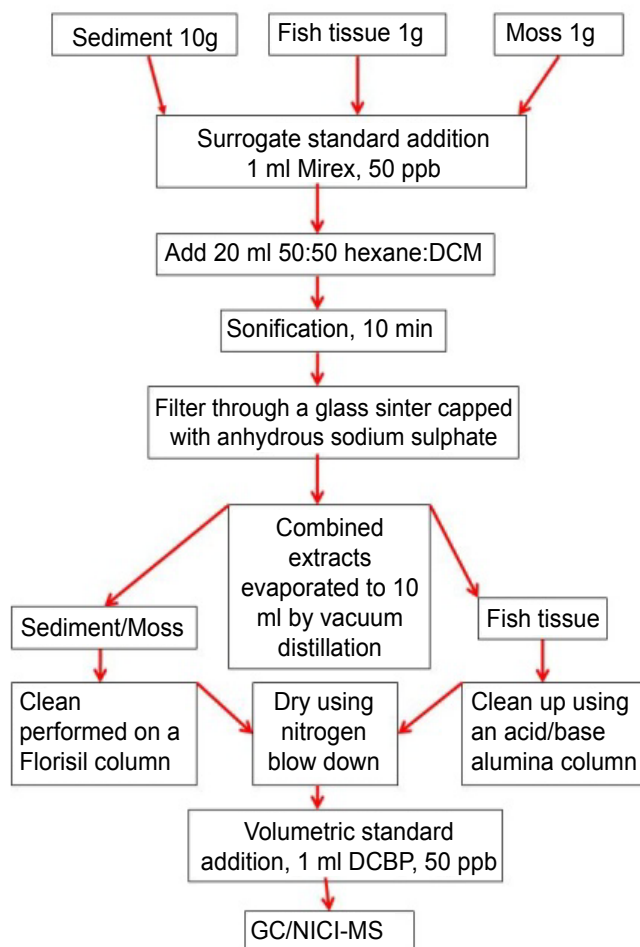 Sediment 10g
Fish tissue 1g
Moss 1g
Surrogate standard addition
1 ml Mirex, 50 ppb
Add 20 ml 50:50 hexane:DCM
Sonification, 10 min
Filter through a glass sinter capped
with anhydrous sodium sulphate
Combined
extracts
evaporated to 10
ml by vacuum
distillation
Sediment/Moss
Fish tissue
Clean
performed on a
Florisil column
Dry using
nitrogen
blow down
Clean up using
an acid/base
alumina column
Volumetric standard
addition, 1 ml DCBP, 50 ppb
GC/NICI-MS